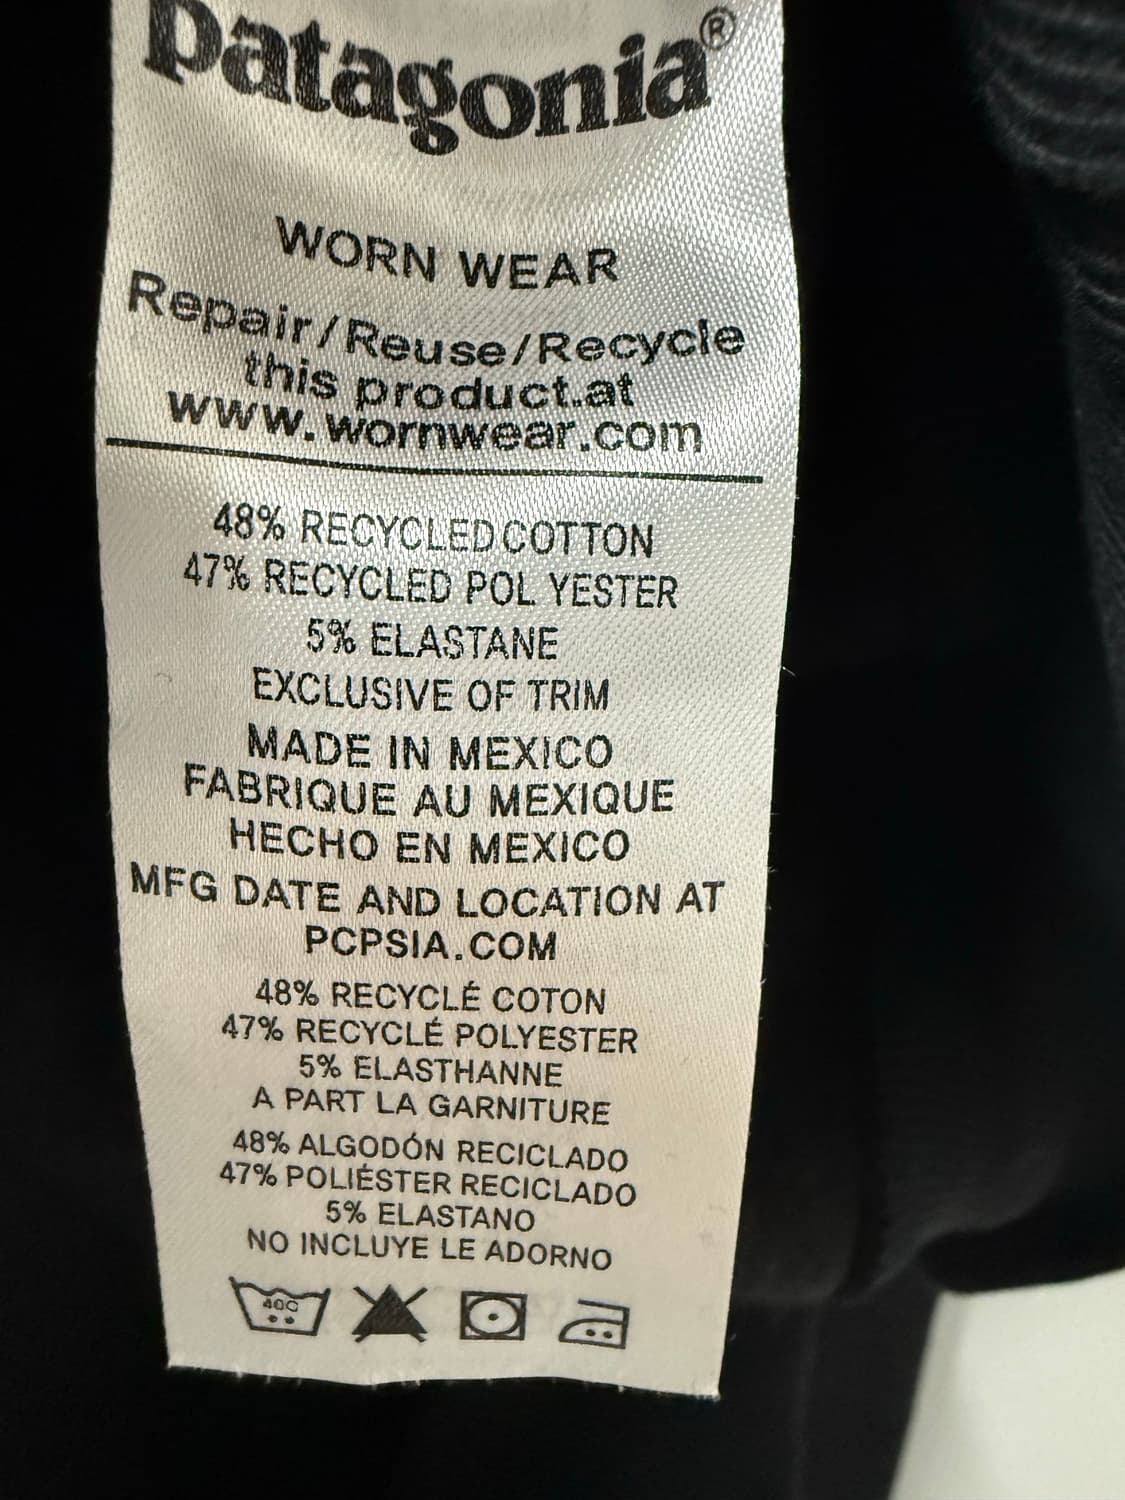 patagonia®
WORN WEAR
Repair/Reuse/Recycle
this product.at
www.wornwear.com
48% RECYCLED COTTON
47% RECYCLED POL YESTER
5% ELASTANE
EXCLUSIVE OF TRIM
MADE IN MEXICO
FABRIQUE AU MEXIQUE
HECHO EN MEXICO
MFG DATE AND LOCATION AT
PCPSIA.COM
48% RECYCLÉ COTON
47% RECYCLÉ POLYESTER
5% ELASTHANNE
A PART LA GARNITURE
48% ALGODÓN RECICLADO
47% POLIÉSTER RECICLADO
5% ELASTANO
NO INCLUYE LE ADORNO
40C